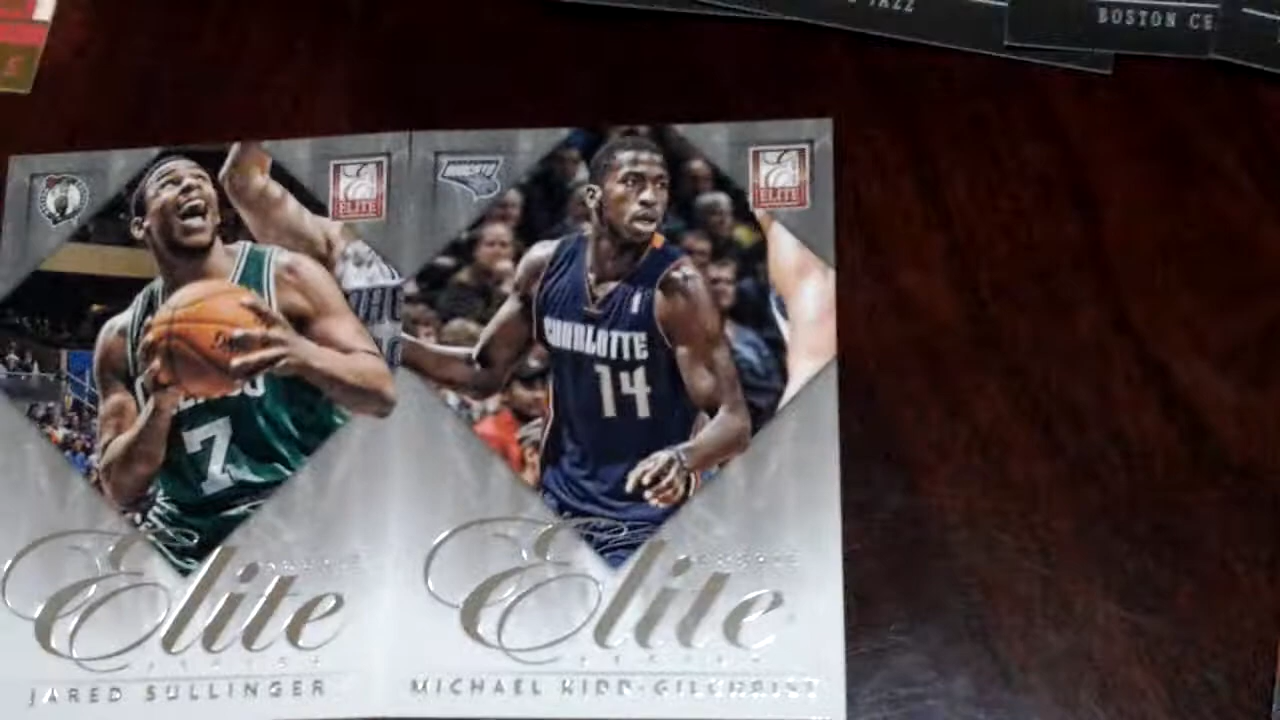 JAZZ
BOSTON CE
ELITE
ELITE
CHARLOTTE
14
7
Elite
Elite
JARED SULLINGER
MICHAEL KIDD-GILCHRIST